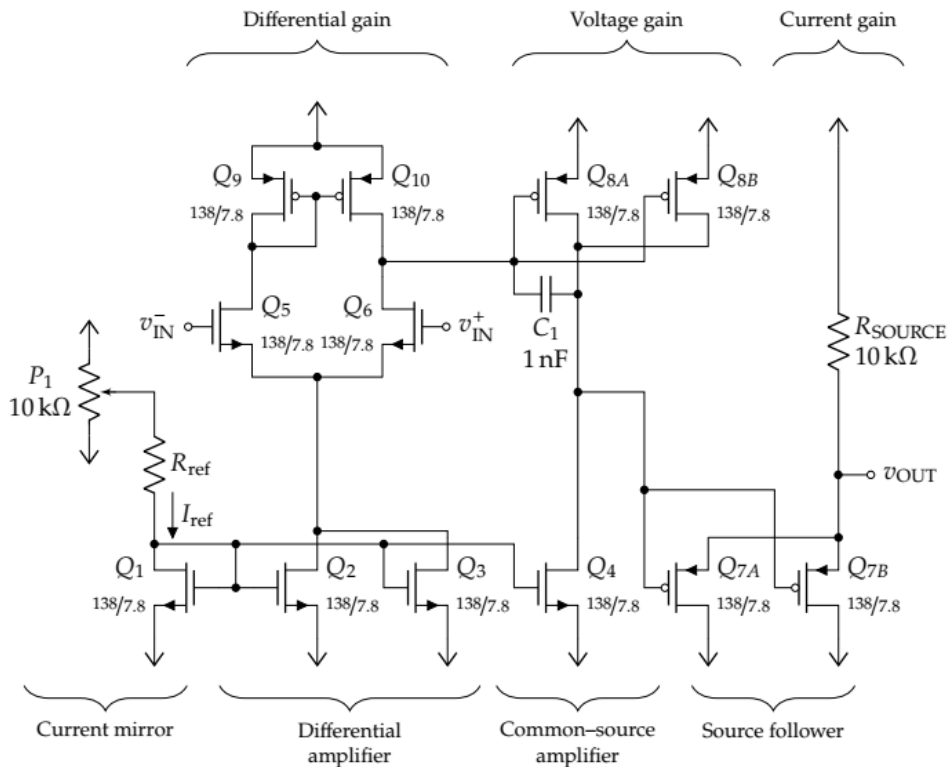 Differential gain
Voltage gain
Current gain
Q9
138/7.8
Q10
138/7.8
Q8A
138/7.8
Q8B
138/7.8
v−IN
Q5
138/7.8
Q6
138/7.8
v+IN
C1
1 nF
RSOURCE
10 kΩ
P1
10 kΩ
Rref
Iref
vOUT
Q1
138/7.8
Q2
138/7.8
Q3
138/7.8
Q4
138/7.8
Q7A
138/7.8
Q7B
138/7.8
Current mirror
Differential
amplifier
Common–source
amplifier
Source follower